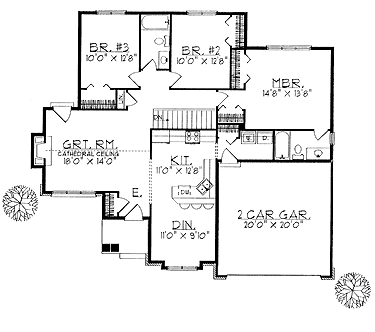 BR. #3
10'0" X 12'8"
BR. #2
10'0" X 12'8"
MBR.
14'8" X 13'8"
DN.
GRT. RM.
CATHEDRAL CEILING
18'0" X 14'0"
KIT.
11'0" X 12'8"
E.
DIN.
11'0" X 9'10"
2 CAR GAR.
20'0" X 20'0"